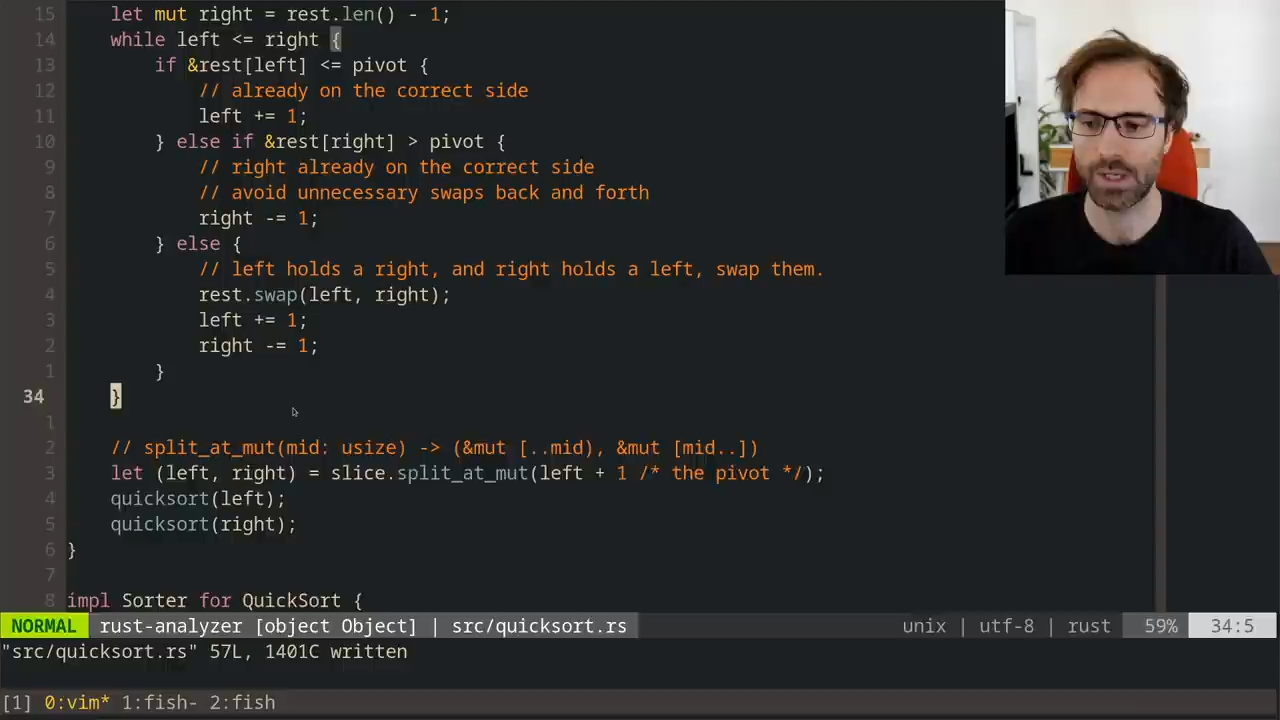 15     let mut right = rest.len() - 1;
14     while left <= right {
13         if &rest[left] <= pivot {
12             // already on the correct side
11             left += 1;
10         } else if &rest[right] > pivot {
9             // right already on the correct side
8             // avoid unnecessary swaps back and forth
7             right -= 1;
6         } else {
5             // left holds a right, and right holds a left, swap them.
4             rest.swap(left, right);
3             left += 1;
2             right -= 1;
1         }
34     }
1
2     // split_at_mut(mid: usize) -> (&mut [..mid), &mut [mid..])
3     let (left, right) = slice.split_at_mut(left + 1 /* the pivot */);
4     quicksort(left);
5     quicksort(right);
6 }
7
8 impl Sorter for QuickSort {
NORMAL rust-analyzer [object Object] | src/quicksort.rs unix | utf-8 | rust 59% 34:5
"src/quicksort.rs" 57L, 1401C written
[1] 0:vim* 1:fish- 2:fish